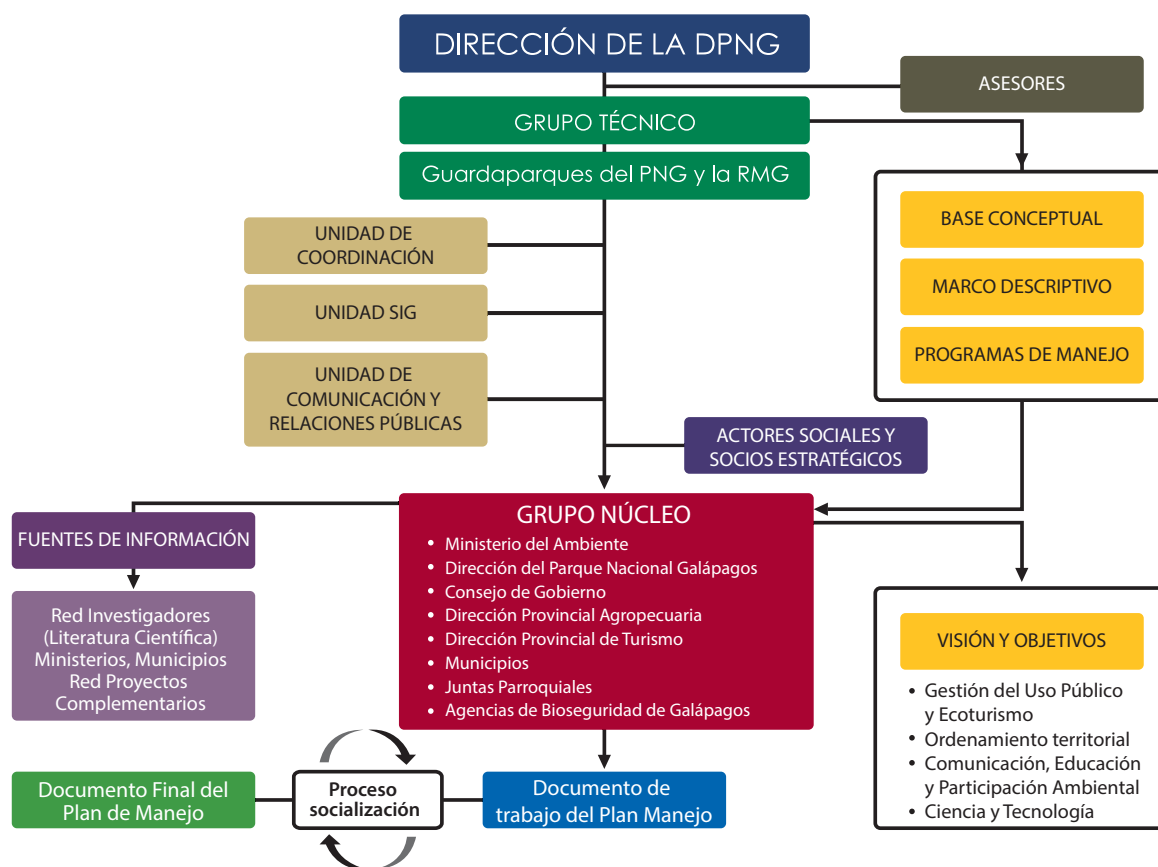 DIRECCIÓN DE LA DPNG
ASESORES
GRUPO TÉCNICO
Guardaparques del PNG y la RMG
BASE CONCEPTUAL
MARCO DESCRIPTIVO
PROGRAMAS DE MANEJO
UNIDAD DE
COORDINACIÓN
UNIDAD SIG
UNIDAD DE
COMUNICACIÓN Y
RELACIONES PÚBLICAS
ACTORES SOCIALES Y
SOCIOS ESTRATÉGICOS
GRUPO NÚCLEO
• Ministerio del Ambiente
• Dirección del Parque Nacional Galápagos
• Consejo de Gobierno
• Dirección Provincial Agropecuaria
• Dirección Provincial de Turismo
• Municipios
• Juntas Parroquiales
• Agencias de Bioseguridad de Galápagos
FUENTES DE INFORMACIÓN
Red Investigadores
(Literatura Científica)
Ministerios, Municipios
Red Proyectos
Complementarios
VISIÓN Y OBJETIVOS
• Gestión del Uso Público
y Ecoturismo
• Ordenamiento territorial
• Comunicación, Educación
y Participación Ambiental
• Ciencia y Tecnología
Documento Final del
Plan de Manejo
Proceso
socialización
Documento de
trabajo del Plan Manejo